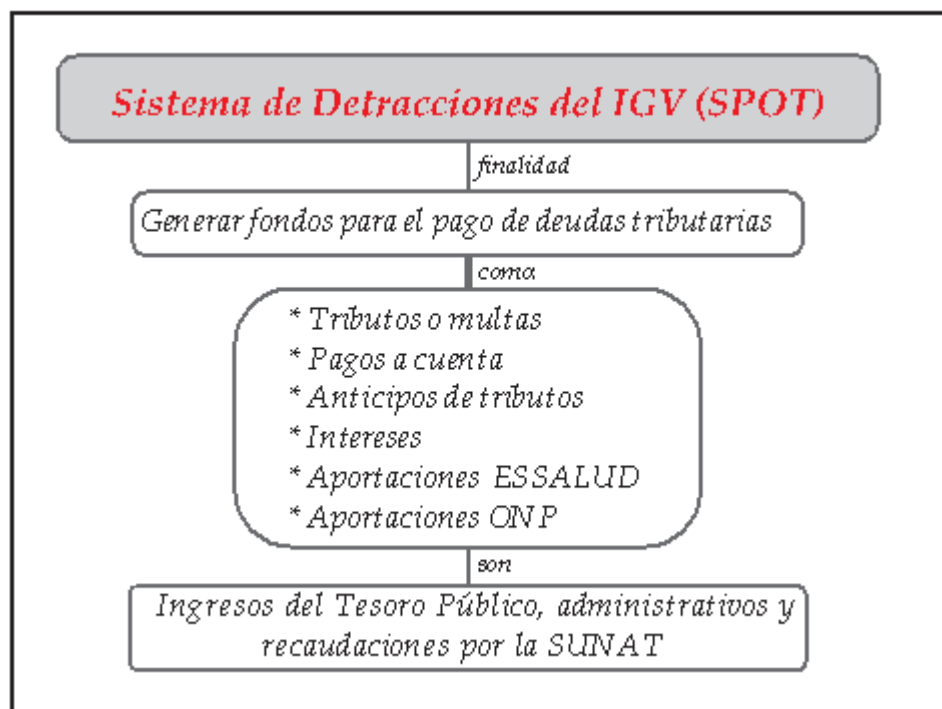 Sistema de Detracciones del IGV (SPOT)
finalidad
Generar fondos para el pago de deudas tributarias
como
* Tributos o multas
* Pagos a cuenta
* Anticipos de tributos
* Intereses
* Aportaciones ESSALUD
* Aportaciones ONP
son
Ingresos del Tesoro Público, administrativos y
recaudaciones por la SUNAT